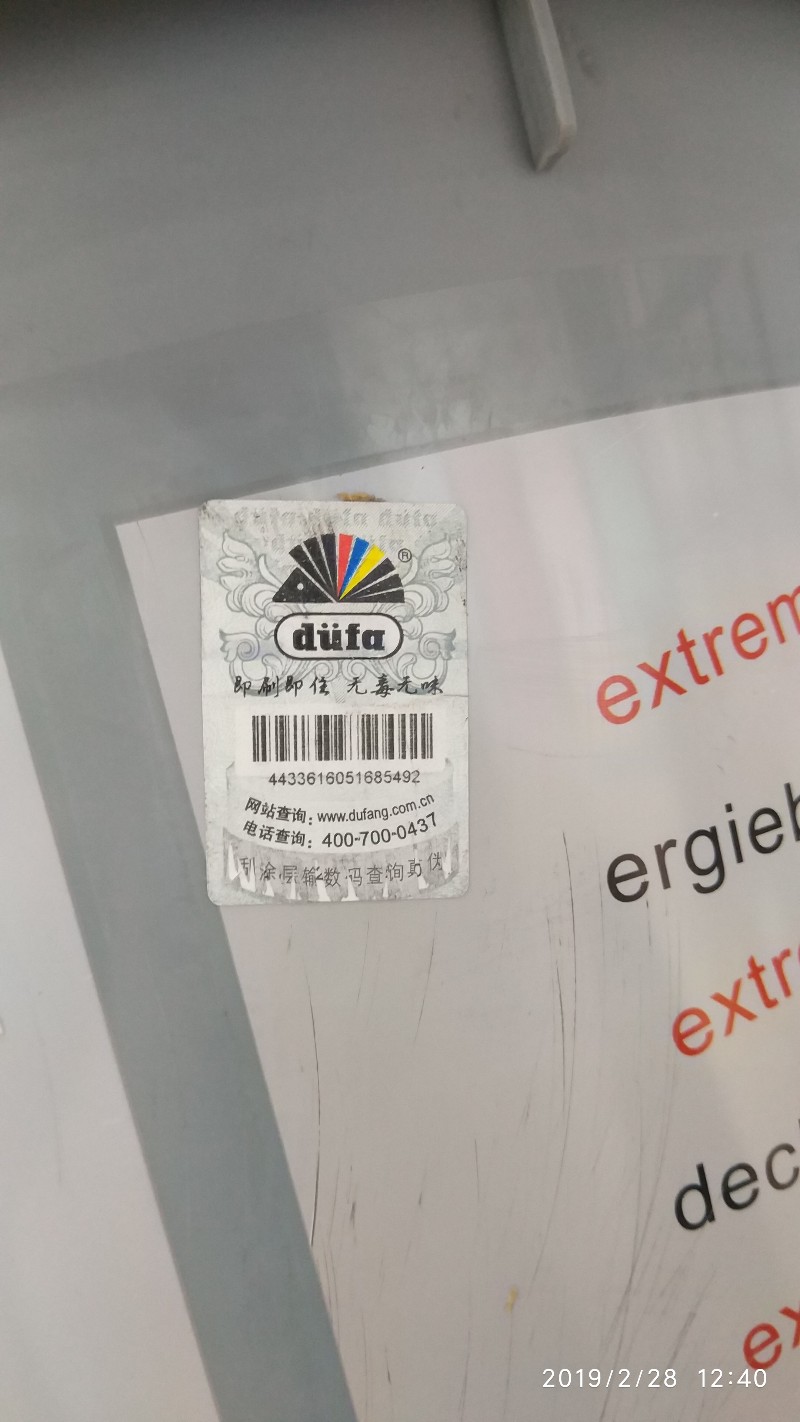 ®
düfa
即刷即住 无毒无味
4433616051685492
网站查询：www.dufang.com.cn
电话查询：400-700-0437
刮涂层输数码查询真伪
extrem
ergieb
extr
dec
ex
2019/2/28 12:40